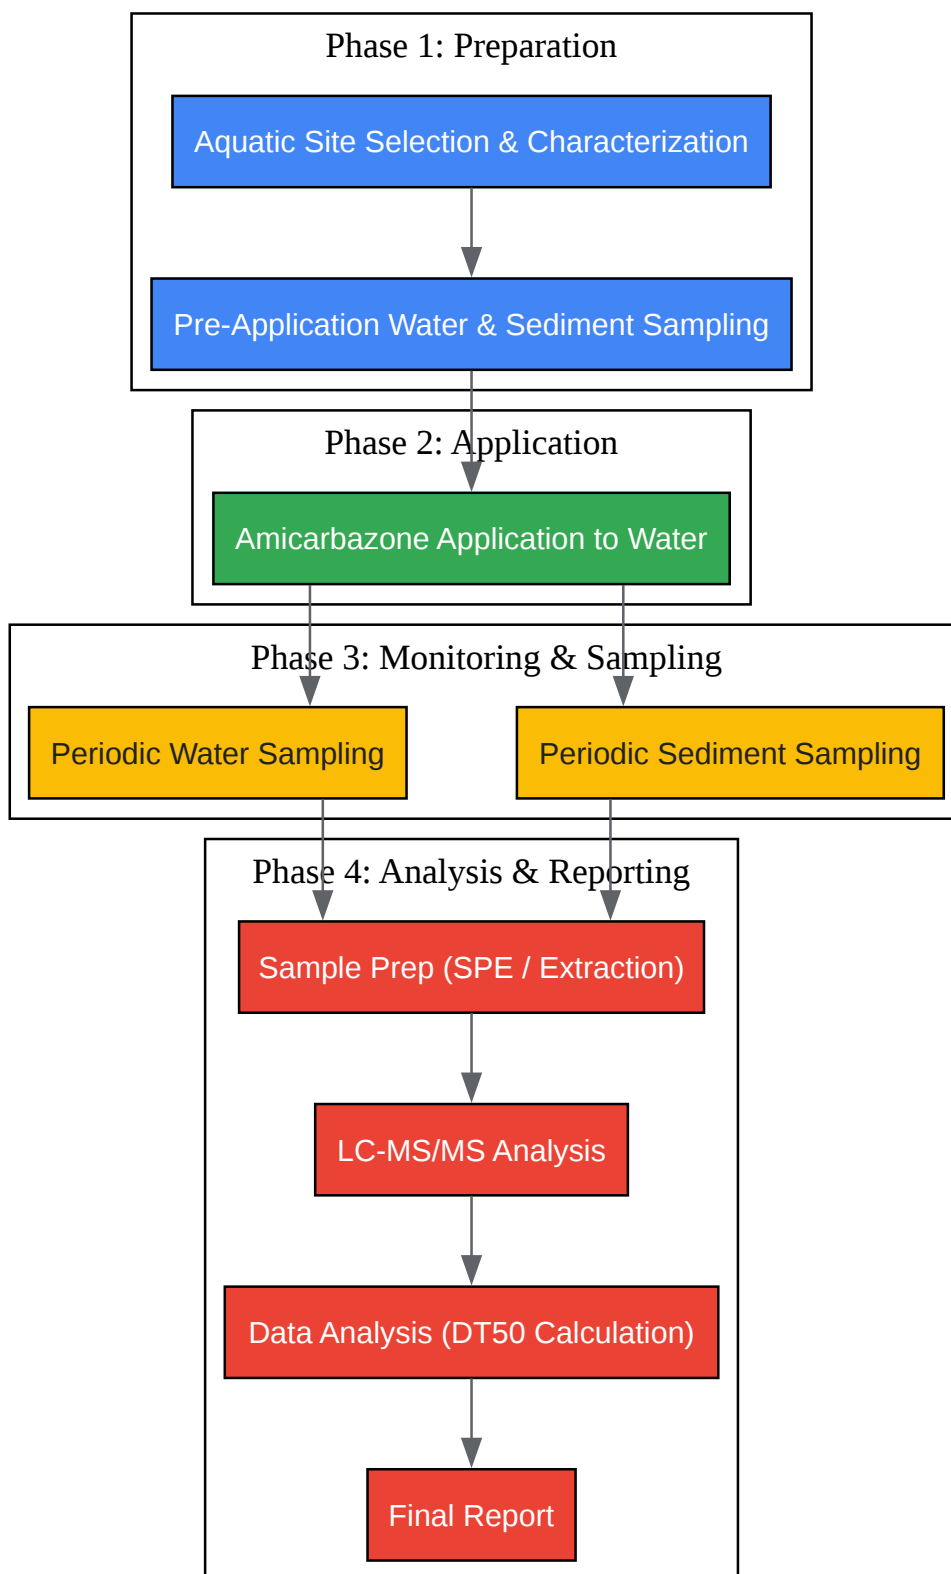 Phase 1: Preparation
Aquatic Site Selection & Characterization
Pre-Application Water & Sediment Sampling
Phase 2: Application
Amicarbazone Application to Water
Phase 3: Monitoring & Sampling
Periodic Water Sampling
Periodic Sediment Sampling
Phase 4: Analysis & Reporting
Sample Prep (SPE / Extraction)
LC-MS/MS Analysis
Data Analysis (DT50 Calculation)
Final Report